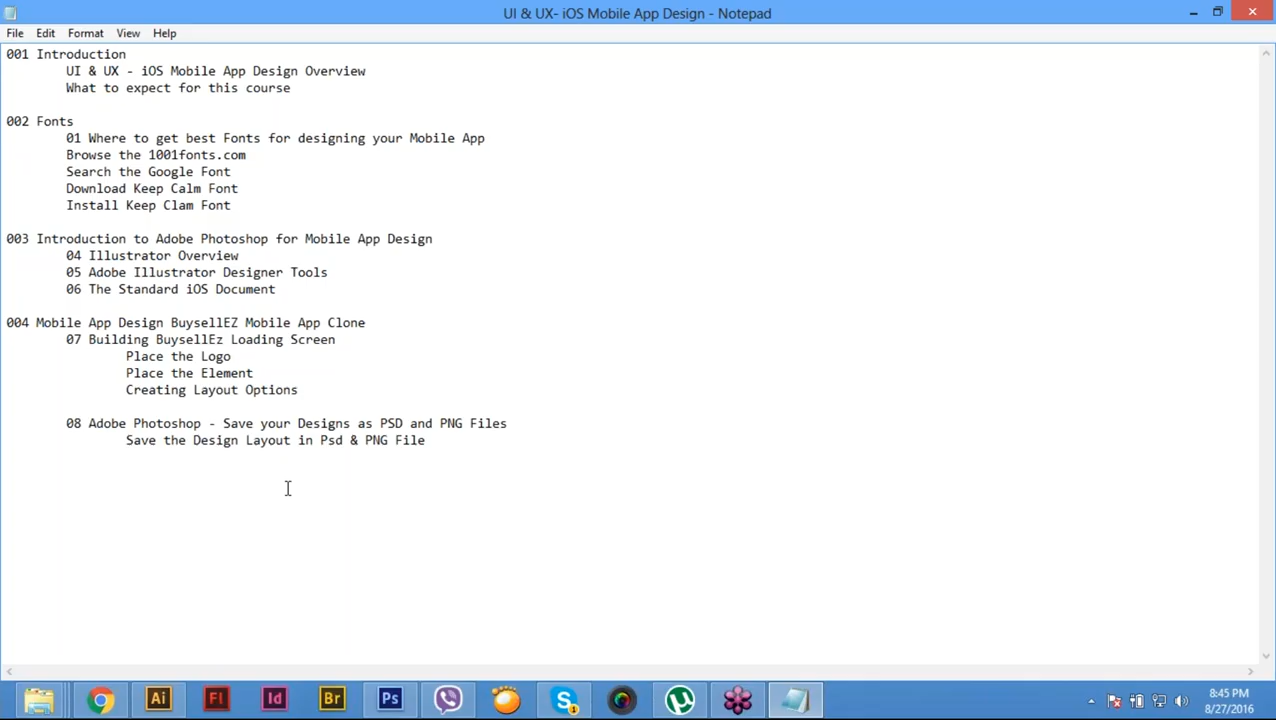 UI & UX- iOS Mobile App Design - Notepad
File Edit Format View Help
001 Introduction
UI & UX - iOS Mobile App Design Overview
What to expect for this course
002 Fonts
01 Where to get best Fonts for designing your Mobile App
Browse the 1001fonts.com
Search the Google Font
Download Keep Calm Font
Install Keep Clam Font
003 Introduction to Adobe Photoshop for Mobile App Design
04 Illustrator Overview
05 Adobe Illustrator Designer Tools
06 The Standard iOS Document
004 Mobile App Design BuysellEZ Mobile App Clone
07 Building BuysellEz Loading Screen
Place the Logo
Place the Element
Creating Layout Options
08 Adobe Photoshop - Save your Designs as PSD and PNG Files
Save the Design Layout in Psd & PNG File
Ai Fl Id Br Ps
8:45 PM
8/27/2016